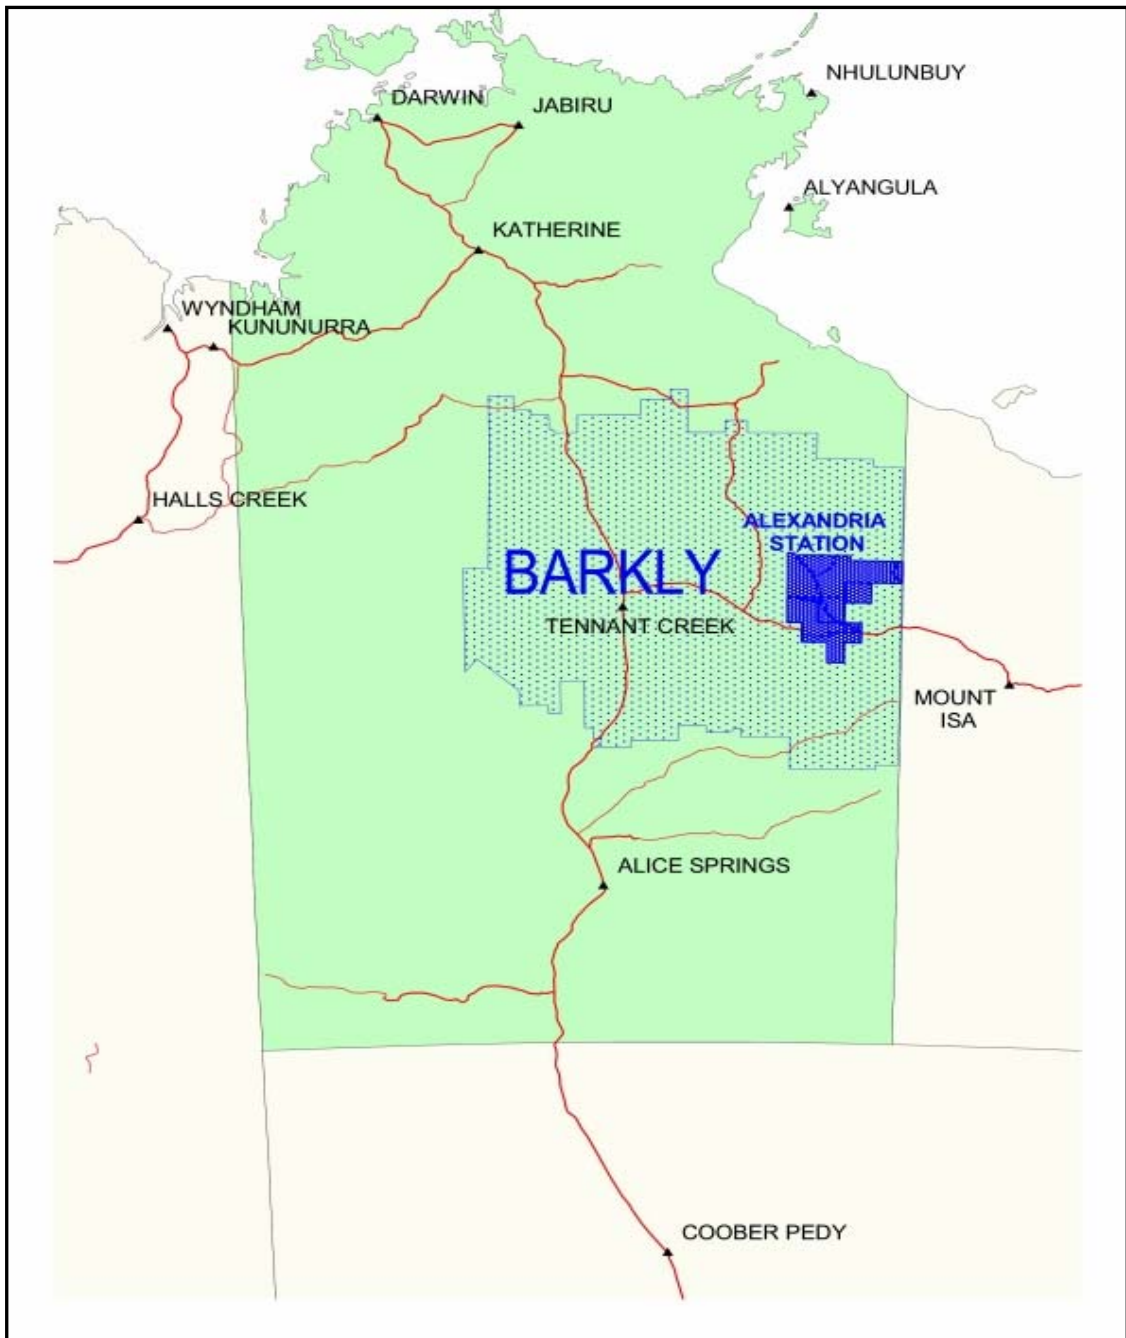 NHULUNBUY
DARWIN
JABIRU
ALYANGULA
KATHERINE
WYNDHAM
KUNUNURRA
HALLS CREEK
ALEXANDRIA
STATION
BARKLY
TENNANT CREEK
MOUNT
ISA
ALICE SPRINGS
COOBER PEDY